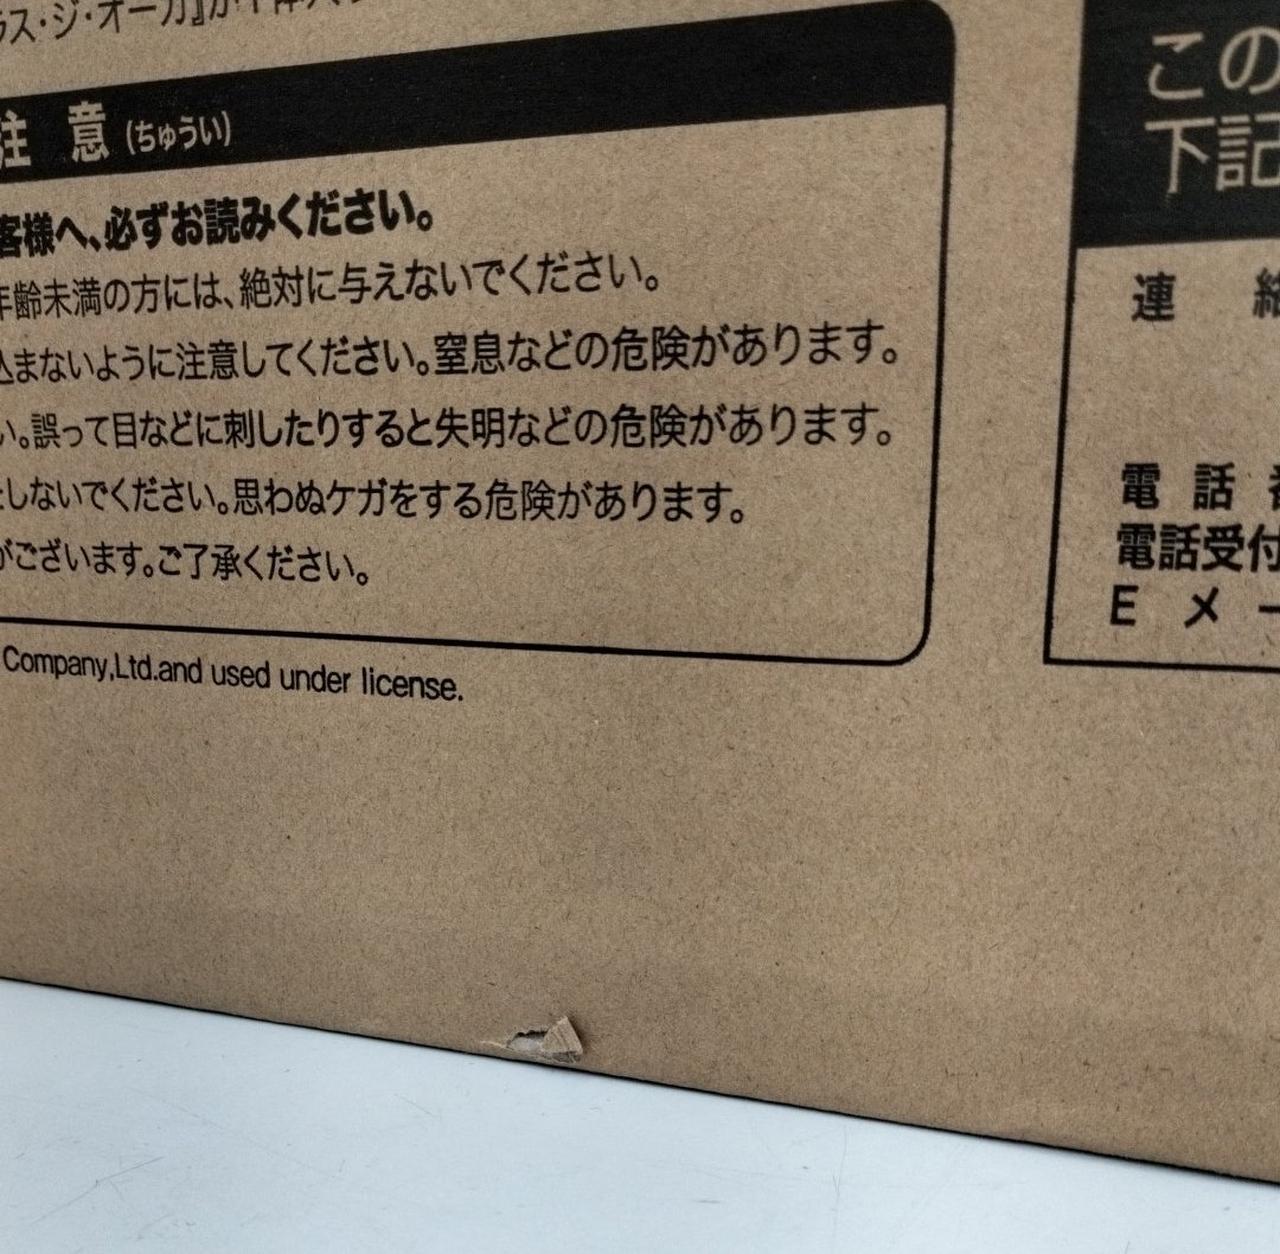 ラス・ジ・オーガ』が
注 意 (ちゅうい)
客様へ、必ずお読みください。
年齢未満の方には、絶対に与えないでください。
込まないように注意してください。窒息などの危険があります。
い。誤って目などに刺したりすると失明などの危険があります。
しないでください。思わぬケガをする危険があります。
がございます。ご了承ください。
Company,Ltd.and used under license.
この
下記
連 絡
電 話 番
電話受付
E メー